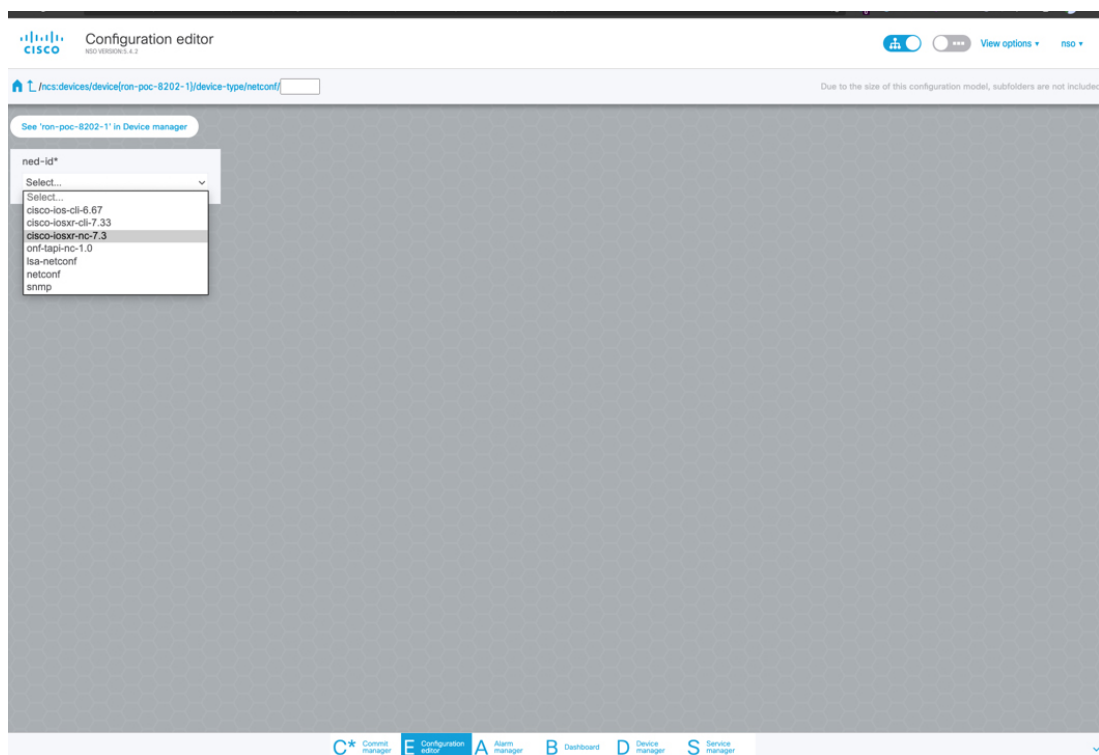 CISCO
Configuration editor
NSO VERSION:5.4.2
View options
nso
/ncs:devices/device{ron-poc-8202-1}/device-type/netconf/
Due to the size of this configuration model, subfolders are not included
See 'ron-poc-8202-1' in Device manager
ned-id*
Select...
Select...
cisco-ios-cli-6.67
cisco-iosxr-cli-7.33
cisco-iosxr-nc-7.3
onf-tapi-nc-1.0
lsa-netconf
netconf
snmp
C* Commit manager
E Configuration editor
A Alarm manager
B Dashboard
D Device manager
S Service manager